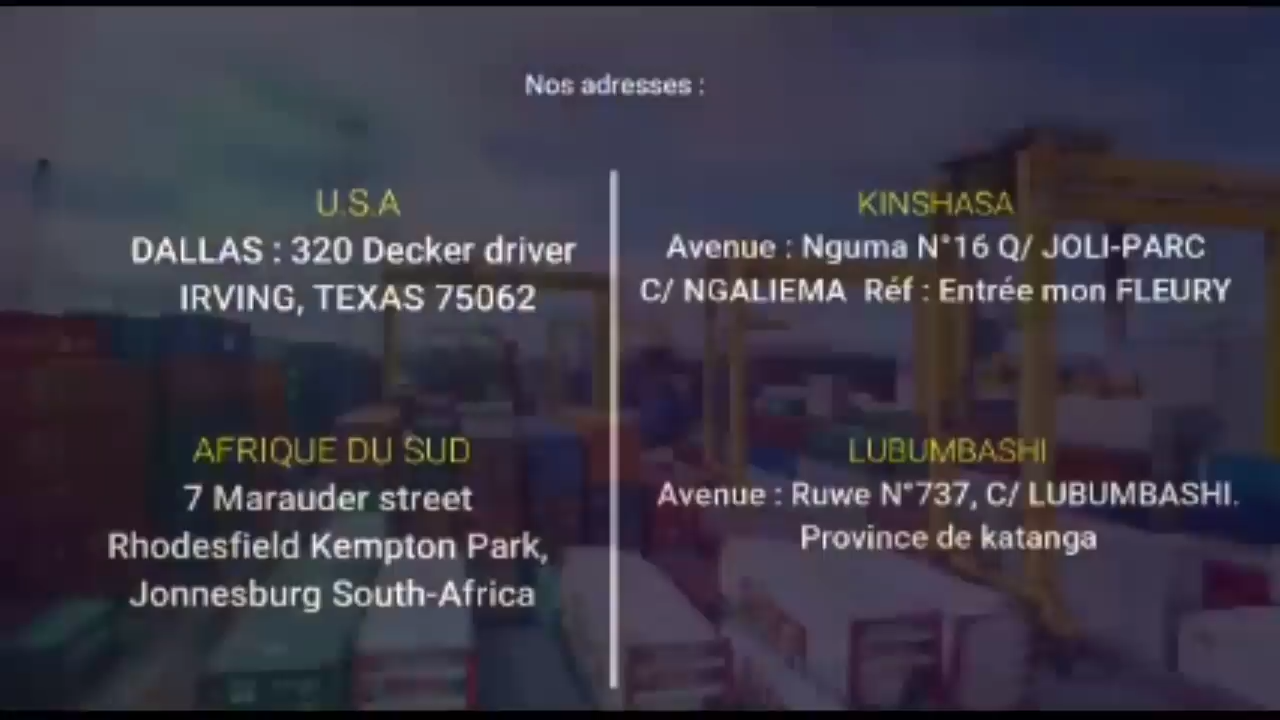 Nos adresses :
U.S.A
DALLAS : 320 Decker driver
IRVING, TEXAS 75062
KINSHASA
Avenue : Nguma N°16 Q/ JOLI-PARC
C/ NGALIEMA Réf : Entrée mon FLEURY
AFRIQUE DU SUD
7 Marauder street
Rhodesfield Kempton Park,
Jonnesburg South-Africa
LUBUMBASHI
Avenue : Ruwe N°737, C/ LUBUMBASHI.
Province de katanga